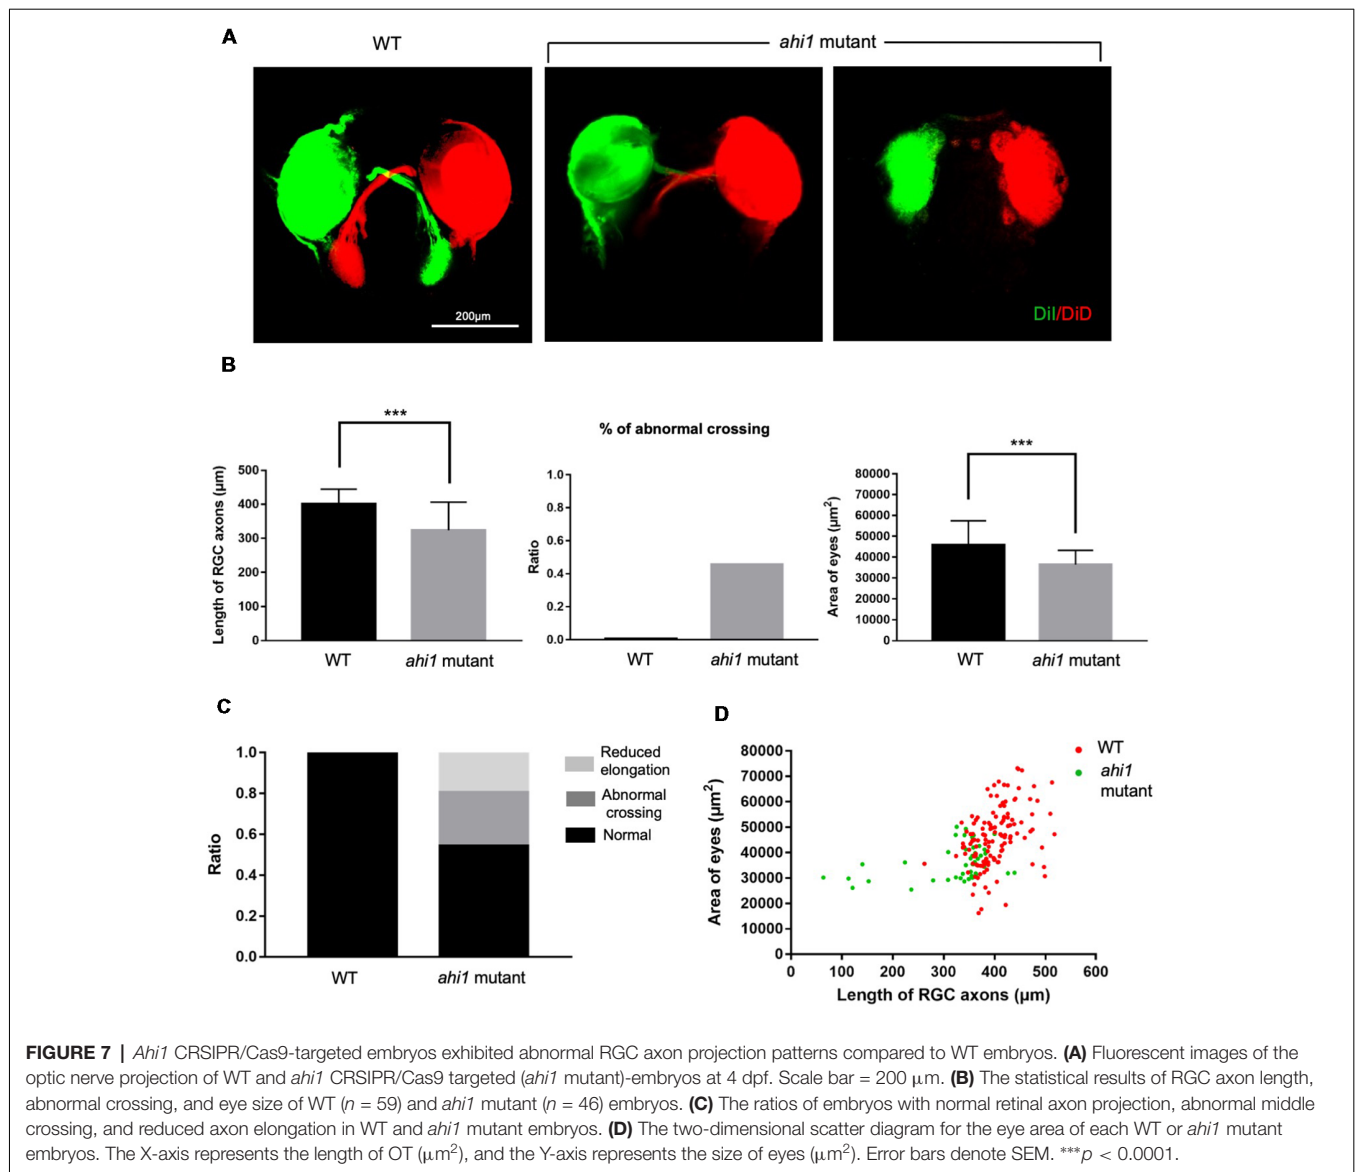 A
WT
ahi1 mutant
200μm
DiI/DiD
B
***
Length of RGC axons (μm)
500
400
300
200
100
0
WT
ahi1 mutant
% of abnormal crossing
Ratio
1.0
0.8
0.6
0.4
0.2
0.0
WT
ahi1 mutant
***
Area of eyes (μm2)
80000
70000
60000
50000
40000
30000
20000
10000
0
WT
ahi1 mutant
C
Ratio
1.0
0.8
0.6
0.4
0.2
0.0
WT
ahi1 mutant
Reduced
elongation
Abnormal
crossing
Normal
D
Area of eyes (μm2)
80000
70000
60000
50000
40000
30000
20000
10000
0
0 100 200 300 400 500 600
Length of RGC axons (μm)
WT
ahi1
mutant
FIGURE 7 | Ahi1 CRSIPR/Cas9-targeted embryos exhibited abnormal RGC axon projection patterns compared to WT embryos. (A) Fluorescent images of the
optic nerve projection of WT and ahi1 CRSIPR/Cas9 targeted (ahi1 mutant)-embryos at 4 dpf. Scale bar = 200 μm. (B) The statistical results of RGC axon length,
abnormal crossing, and eye size of WT (n = 59) and ahi1 mutant (n = 46) embryos. (C) The ratios of embryos with normal retinal axon projection, abnormal middle
crossing, and reduced axon elongation in WT and ahi1 mutant embryos. (D) The two-dimensional scatter diagram for the eye area of each WT or ahi1 mutant
embryos. The X-axis represents the length of OT (μm2), and the Y-axis represents the size of eyes (μm2). Error bars denote SEM. ***p < 0.0001.